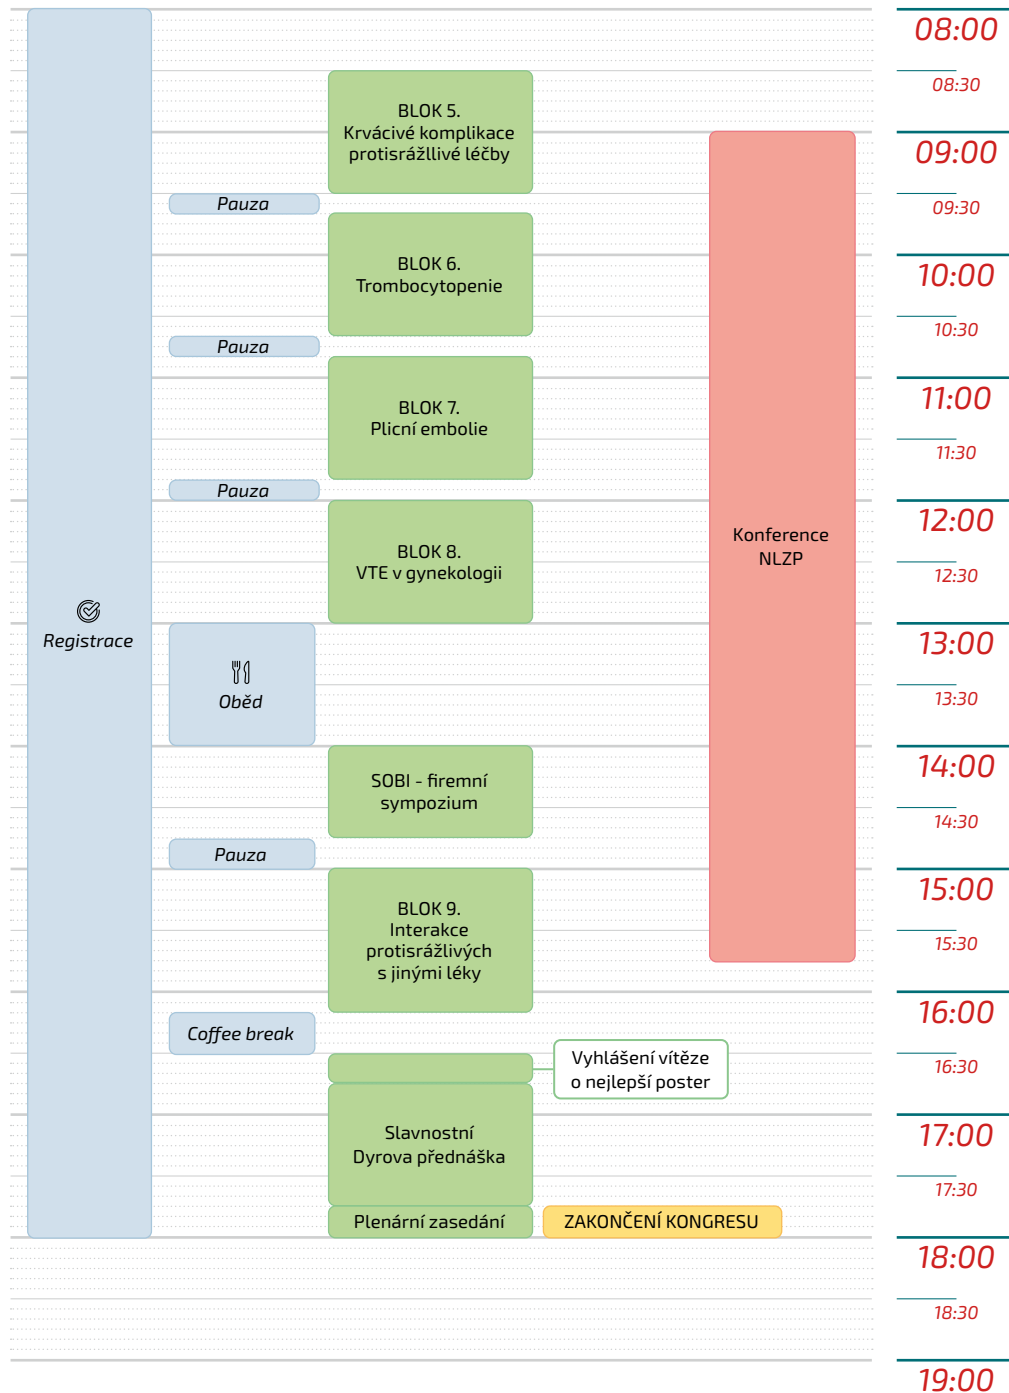 08:00
08:30
BLOK 5.
Krvácivé komplikace
protisrážllivé léčby
09:00
Pauza
09:30
BLOK 6.
Trombocytopenie
10:00
10:30
Pauza
11:00
BLOK 7.
Plicní embolie
11:30
Pauza
12:00
BLOK 8.
VTE v gynekologii
Konference
NLZP
12:30
Registrace
13:00
Oběd
13:30
SOBI - firemní
sympozium
14:00
14:30
Pauza
15:00
BLOK 9.
Interakce
protisrážlivých
s jinými léky
15:30
16:00
Coffee break
Vyhlášení vítěze
o nejlepší poster
16:30
17:00
Slavnostní
Dyrova přednáška
17:30
Plenární zasedání
ZAKONČENÍ KONGRESU
18:00
18:30
19:00